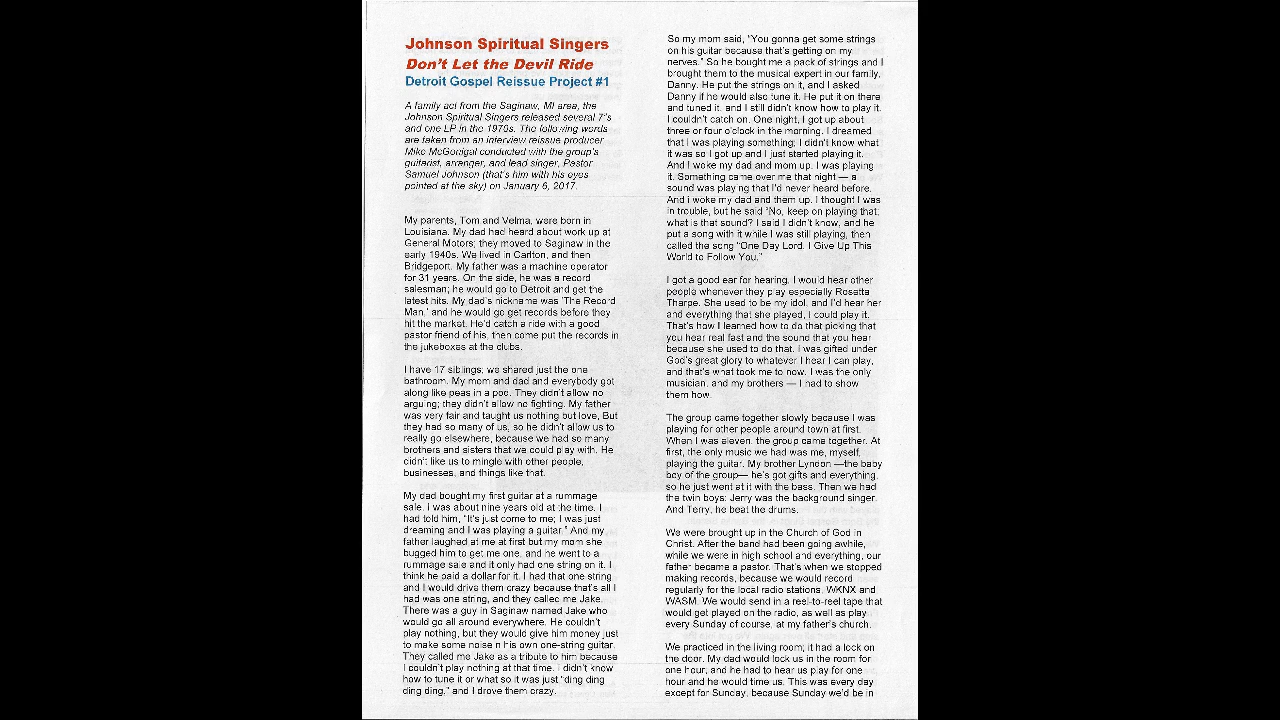 Johnson Spiritual Singers
Don't Let the Devil Ride
Detroit Gospel Reissue Project #1
A family act from the Saginaw, MI area, the
Johnson Spiritual Singers released several 7"s
and one LP in the 1970s. The following words
are taken from an interview reissue producer
Mike McGonigal conducted with the group's
guitarist, arranger, and lead singer, Pastor
Samuel Johnson (that's him with his eyes
pointed at the sky) on January 6, 2017.
My parents, Tom and Velma, were born in
Louisiana. My dad had heard about work up at
General Motors; they moved to Saginaw in the
early 1940s. We lived in Carlton, and then
Bridgeport. My father was a machine operator
for 31 years. On the side, he was a record
salesman; he would go to Detroit and get the
latest hits. My dad's nickname was 'The Record
Man,' and he would go get records before they
hit the market. He'd catch a ride with a good
pastor friend of his, then come put the records in
the jukeboxes at the clubs.
I have 17 siblings; we shared just the one
bathroom. My mom and dad and everybody got
along like peas in a pod. They didn't allow no
arguing; they didn't allow no fighting. My father
was very fair and taught us nothing but love, But
they had so many of us, so he didn't allow us to
really go elsewhere, because we had so many
brothers and sisters that we could play with. He
didn't like us to mingle with other people,
businesses, and things like that.
My dad bought my first guitar at a rummage
sale. I was about nine years old at the time. I
had told him, "It's just come to me; I was just
dreaming and I was playing a guitar." And my
father laughed at me at first but my mom she
bugged him to get me one, and he went to a
rummage sale and it only had one string on it. I
think he paid a dollar for it. I had that one string
and I would drive them crazy because that's all I
had was one string, and they called me Jake.
There was a guy in Saginaw named Jake who
would go all around everywhere. He couldn't
play nothing, but they would give him money just
to make some noise n his own one-string guitar.
They called me Jake as a tribute to him because
I couldn't play nothing at that time. I didn't know
how to tune it or what so it was just "ding ding
ding ding," and I drove them crazy.
So my mom said, "You gonna get some strings
on his guitar because that's getting on my
nerves." So he bought me a pack of strings and I
brought them to the musical expert in our family,
Danny. He put the strings on it, and I asked
Danny if he would also tune it. He put it on there
and tuned it, and I still didn't know how to play it.
I couldn't catch on. One night, I got up about
three or four o'clock in the morning. I dreamed
that I was playing something; I didn't know what
it was so I got up and I just started playing it.
And I woke my dad and mom up. I was playing
it. Something came over me that night — a
sound was playing that I'd never heard before.
And i woke my dad and them up. I thought I was
in trouble, but he said "No, keep on playing that;
what is that sound? I said I didn't know, and he
put a song with it while I was still playing, then
called the song "One Day Lord, I Give Up This
World to Follow You."
I got a good ear for hearing. I would hear other
people whenever they play especially Rosetta
Tharpe. She used to be my idol, and I'd hear her
and everything that she played, I could play it.
That's how I learned how to do that picking that
you hear real fast and the sound that you hear
because she used to do that. I was gifted under
God's great glory to whatever I hear I can play,
and that's what took me to now. I was the only
musician, and my brothers — I had to show
them how.
The group came together slowly because I was
playing for other people around town at first.
When I was eleven, the group came together. At
first, the only music we had was me, myself,
playing the guitar. My brother Lyndon —the baby
boy of the group— he's got gifts and everything,
so he just went at it with the bass. Then we had
the twin boys: Jerry was the background singer.
And Terry, he beat the drums.
We were brought up in the Church of God in
Christ. After the band had been going awhile,
while we were in high school and everything, our
father became a pastor. That's when we stopped
making records, because we would record
regularly for the local radio stations, WKNX and
WASM. We would send in a reel-to-reel tape that
would get played on the radio, as well as play
every Sunday of course, at my father's church.
We practiced in the living room; it had a lock on
the door. My dad would lock us in the room for
one hour, and he had to hear us play for one
hour and he would time us. This was every day
except for Sunday, because Sunday we'd be in